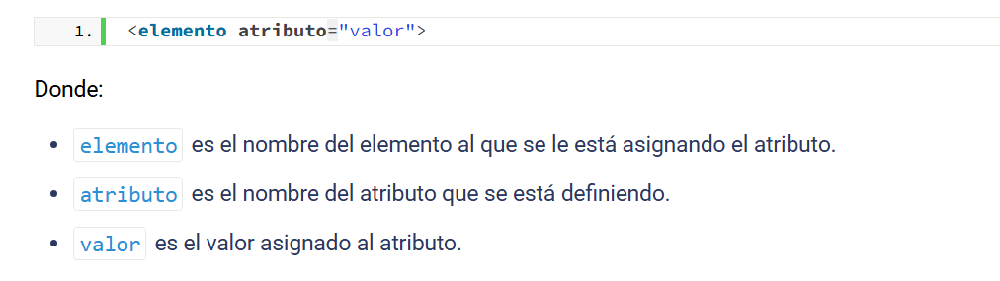 1. <elemento atributo="valor">
Donde:
• elemento es el nombre del elemento al que se le está asignando el atributo.
• atributo es el nombre del atributo que se está definiendo.
• valor es el valor asignado al atributo.